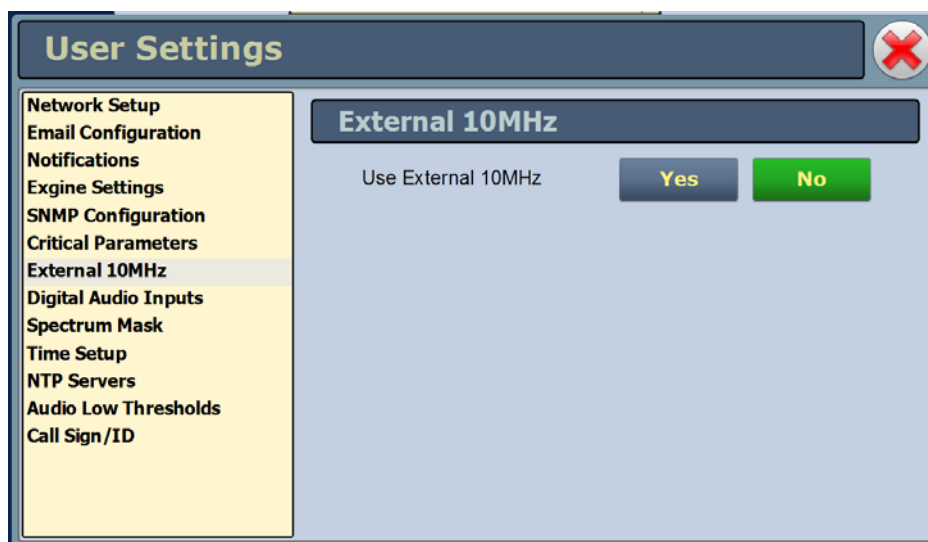 User Settings
Network Setup
Email Configuration
Notifications
Exgine Settings
SNMP Configuration
Critical Parameters
External 10MHz
Digital Audio Inputs
Spectrum Mask
Time Setup
NTP Servers
Audio Low Thresholds
Call Sign/ID
External 10MHz
Use External 10MHz Yes No